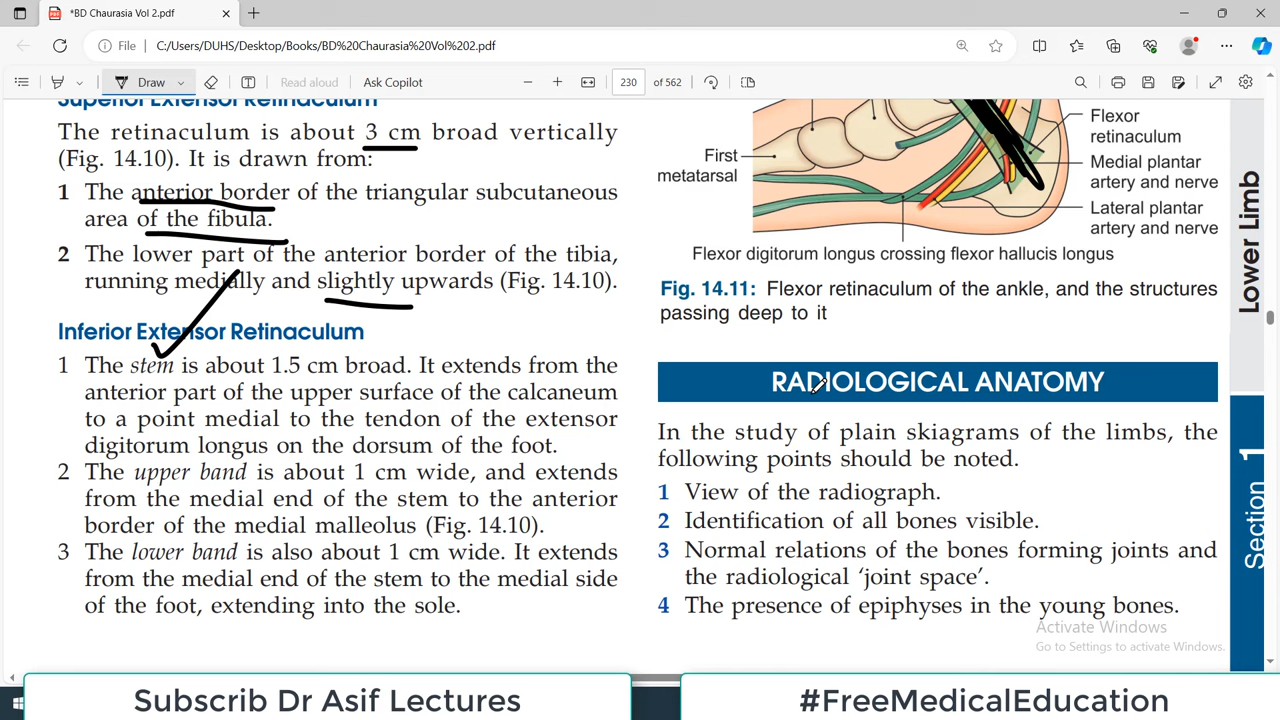 *BD Chaurasia Vol 2.pdf
File
C:/Users/DUHS/Desktop/Books/BD%20Chaurasia%20Vol%202.pdf
Draw
Read aloud
Ask Copilot
230 of 562
Superior Extensor Retinaculum
The retinaculum is about 3 cm broad vertically
(Fig. 14.10). It is drawn from:
1 The anterior border of the triangular subcutaneous
area of the fibula.
2 The lower part of the anterior border of the tibia,
running medially and slightly upwards (Fig. 14.10).
Inferior Extensor Retinaculum
1 The stem is about 1.5 cm broad. It extends from the
anterior part of the upper surface of the calcaneum
to a point medial to the tendon of the extensor
digitorum longus on the dorsum of the foot.
2 The upper band is about 1 cm wide, and extends
from the medial end of the stem to the anterior
border of the medial malleolus (Fig. 14.10).
3 The lower band is also about 1 cm wide. It extends
from the medial end of the stem to the medial side
of the foot, extending into the sole.
First
metatarsal
Flexor
retinaculum
Medial plantar
artery and nerve
Lateral plantar
artery and nerve
Flexor digitorum longus crossing flexor hallucis longus
Fig. 14.11: Flexor retinaculum of the ankle, and the structures
passing deep to it
RADIOLOGICAL ANATOMY
In the study of plain skiagrams of the limbs, the
following points should be noted.
1 View of the radiograph.
2 Identification of all bones visible.
3 Normal relations of the bones forming joints and
the radiological ‘joint space’.
4 The presence of epiphyses in the young bones.
Lower Limb
Section 1
Activate Windows
Go to Settings to activate Windows.
Subscrib Dr Asif Lectures
#FreeMedicalEducation